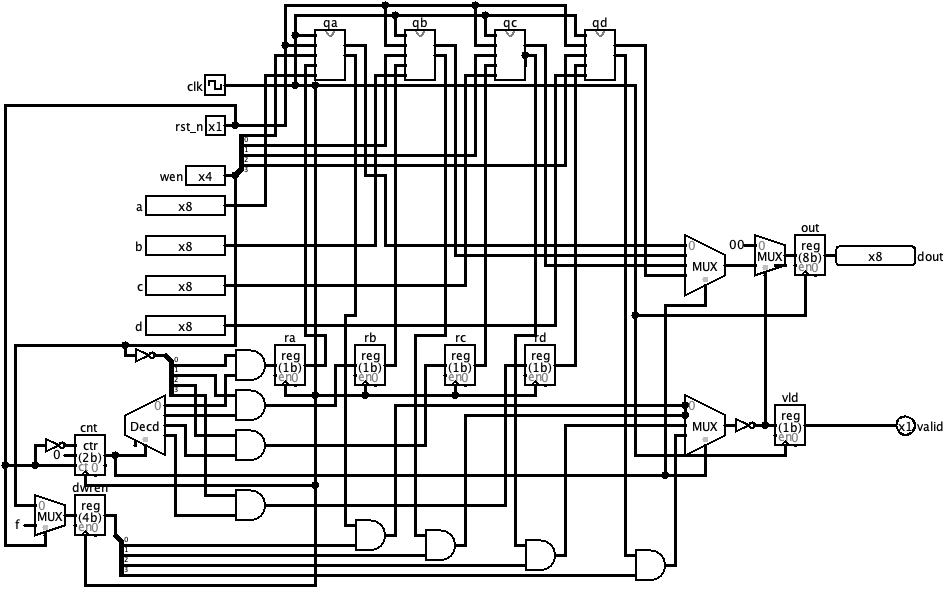 qa qb qc qd
clk
rst_n x1
0
1
2
3
wen x4
a x8
b x8
c x8
d x8
0 MUX
00 0 MUX
out reg (8b) en0
x8 dout
0
1
2
3
ra reg (1b) en0
rb reg (1b) en0
rc reg (1b) en0
rd reg (1b) en0
0 Decd
0 MUX
vld reg (1b) en0
x1 valid
cnt
0 ctr (2b) ct0
dwren
0 MUX f
reg (4b) en0
0
1
2
3